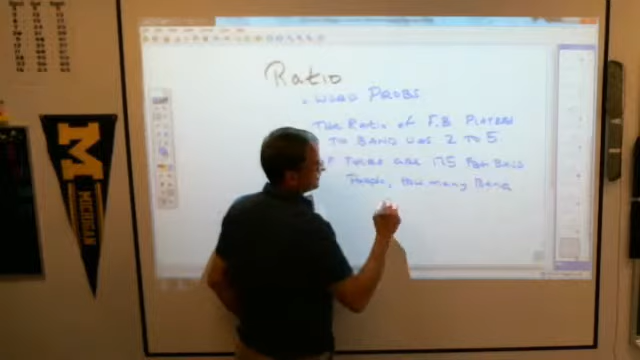 Ratio
. WORD PROBS
THE RATIO OF F.B PLAYERS
TO BAND WAS 2 TO 5
IF THERE ARE 175
PEOPLE, HOW MANY BAND
M
MICHIGAN